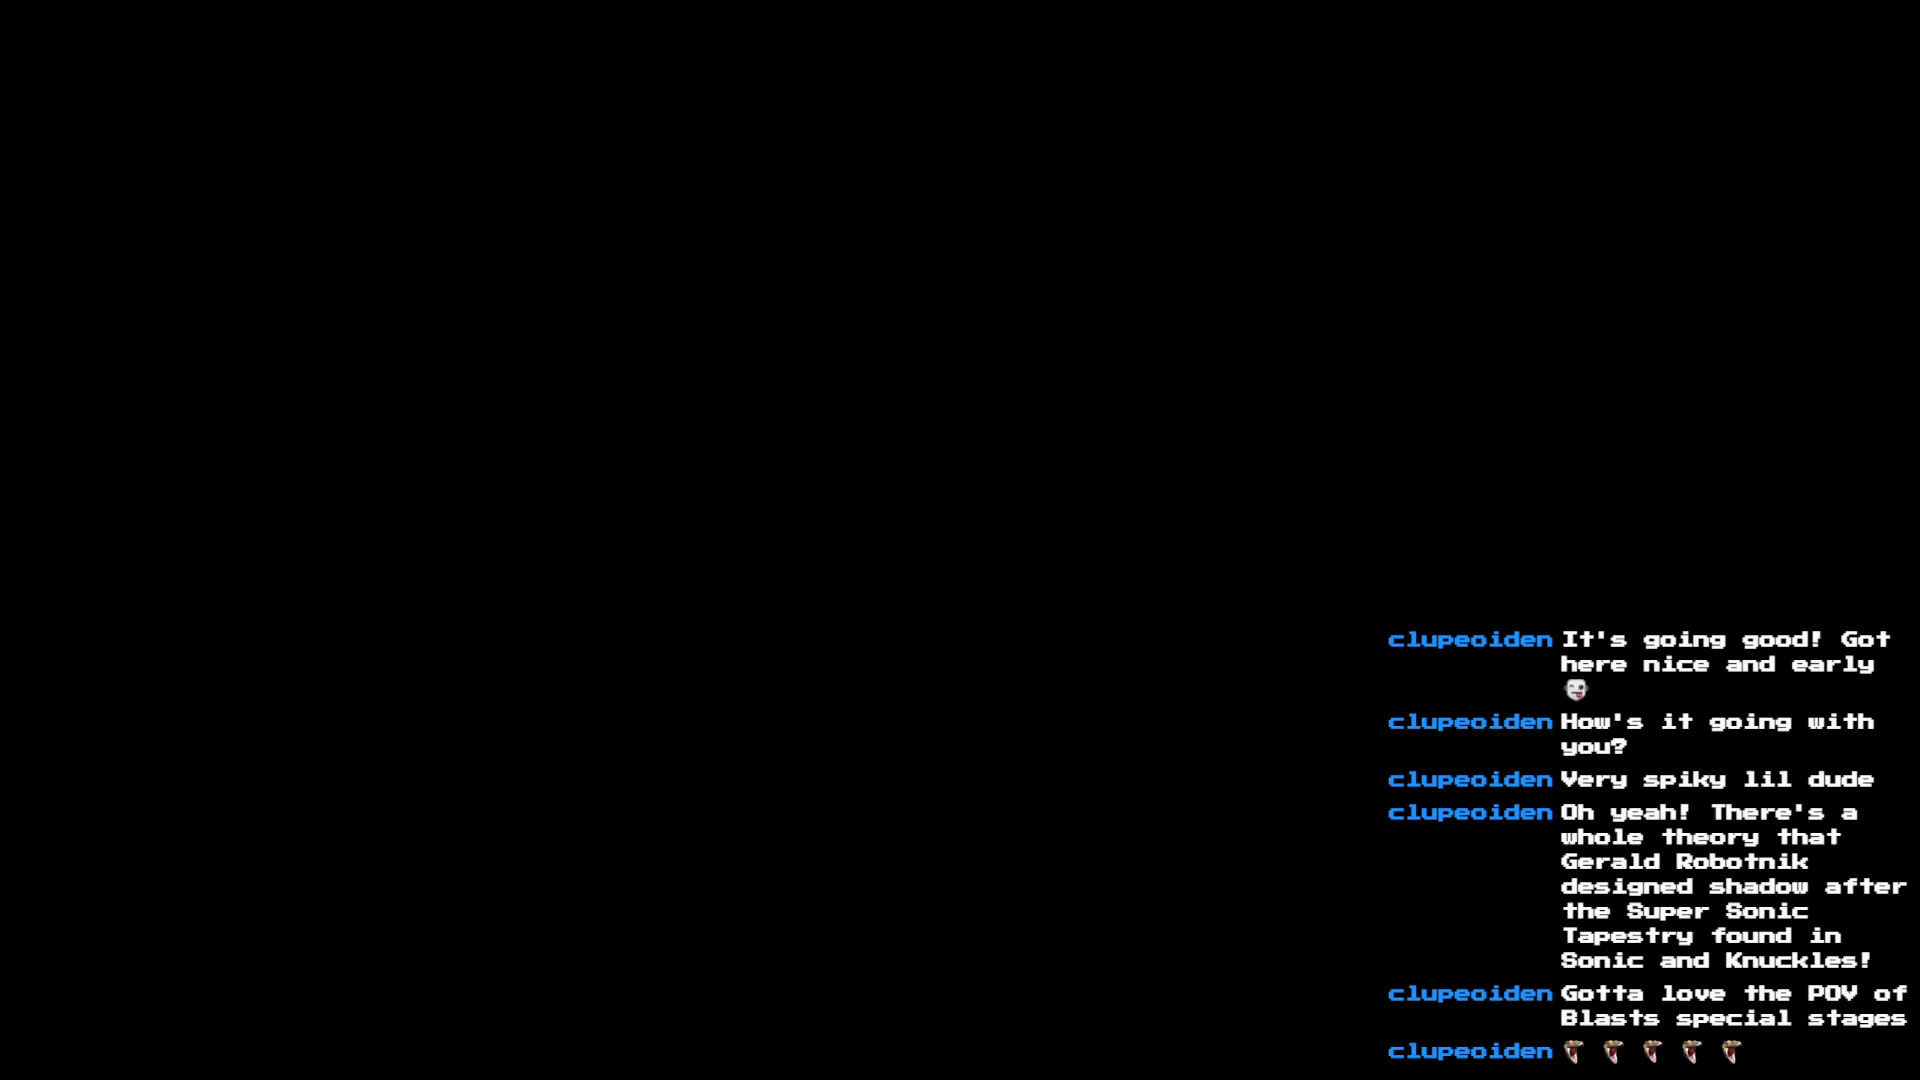 clupeoiden It's going good! Got
here nice and early
clupeoiden How's it going with
you?
clupeoiden Very spiky lil dude
clupeoiden Oh yeah! There's a
whole theory that
Gerald Robotnik
designed shadow after
the Super Sonic
Tapestry found in
Sonic and Knuckles!
clupeoiden Gotta love the POV of
Blasts special stages
clupeoiden